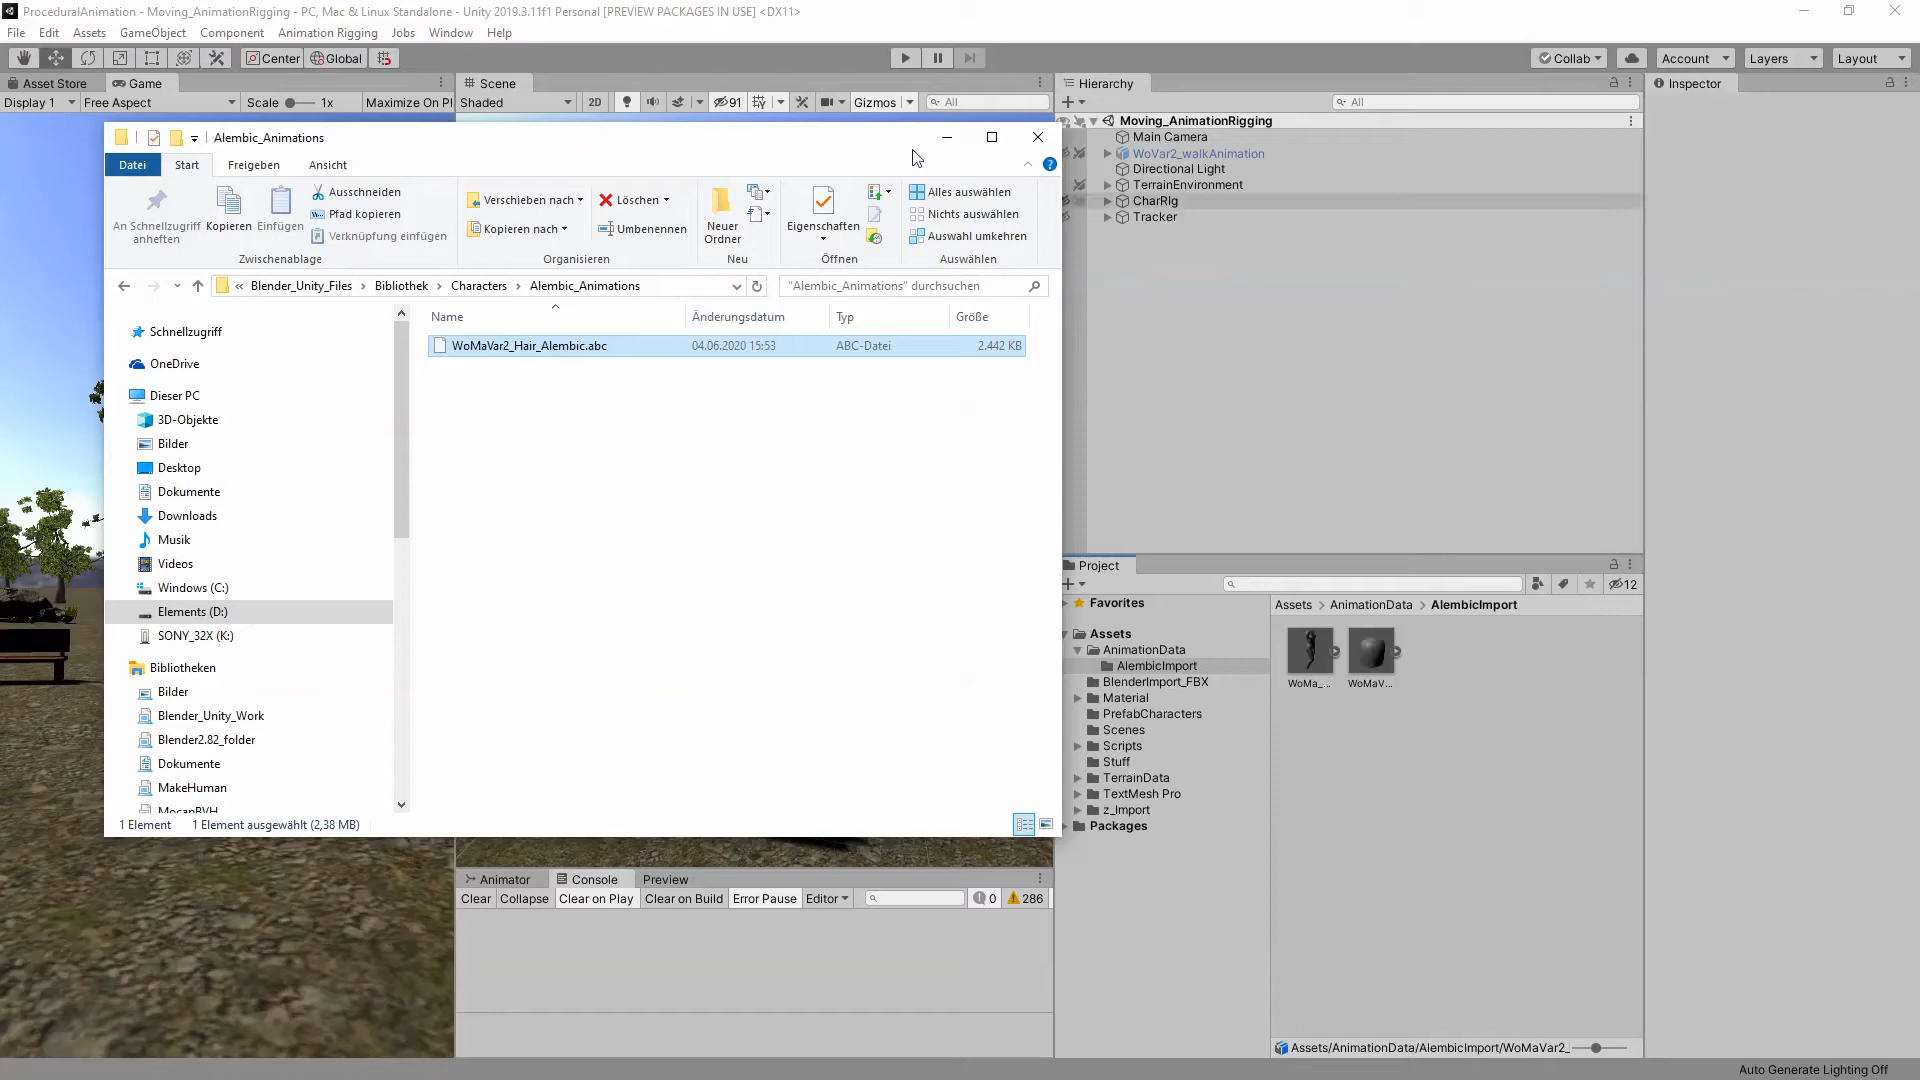 ProceduralAnimation - Moving_AnimationRigging - PC, Mac & Linux Standalone - Unity 2019.3.11f1 Personal [PREVIEW PACKAGES IN USE] <DX11>
File Edit Assets GameObject Component Animation Rigging Jobs Window Help
Center Global Collab Account Layers Layout
Asset Store Game Scene Hierarchy Inspector
Display 1 Free Aspect Scale 1x Maximize On Pl Shaded 2D 91 Gizmos All All
Alembic_Animations
Datei Start Freigeben Ansicht
An Schnellzugriff anheften
Kopieren
Einfügen
Ausschneiden
Pfad kopieren
Verknüpfung einfügen
Zwischenablage
Verschieben nach
Kopieren nach
Löschen
Umbenennen
Organisieren
Neuer Ordner
Neu
Eigenschaften
Öffnen
Alles auswählen
Nichts auswählen
Auswahl umkehren
Auswählen
« Blender_Unity_Files › Bibliothek › Characters › Alembic_Animations
"Alembic_Animations" durchsuchen
Name Änderungsdatum Typ Größe
WoMaVar2_Hair_Alembic.abc 04.06.2020 15:53 ABC-Datei 2.442 KB
Schnellzugriff
OneDrive
Dieser PC
3D-Objekte
Bilder
Desktop
Dokumente
Downloads
Musik
Videos
Windows (C:)
Elements (D:)
SONY_32X (K:)
Bibliotheken
Bilder
Blender_Unity_Work
Blender2.82_folder
Dokumente
MakeHuman
MocapBVH
1 Element 1 Element ausgewählt (2,38 MB)
Moving_AnimationRigging
Main Camera
WoVar2_walkAnimation
Directional Light
TerrainEnvironment
CharRIg
Tracker
Project
12
Favorites
Assets
AnimationData
AlembicImport
BlenderImport_FBX
Material
PrefabCharacters
Scenes
Scripts
Stuff
TerrainData
TextMesh Pro
z_Import
Packages
Assets > AnimationData > AlembicImport
WoMa_... WoMaV...
Assets/AnimationData/AlembicImport/WoMaVar2_
Animator Console Preview
Clear Collapse Clear on Play Clear on Build Error Pause Editor 0 286
Auto Generate Lighting Off